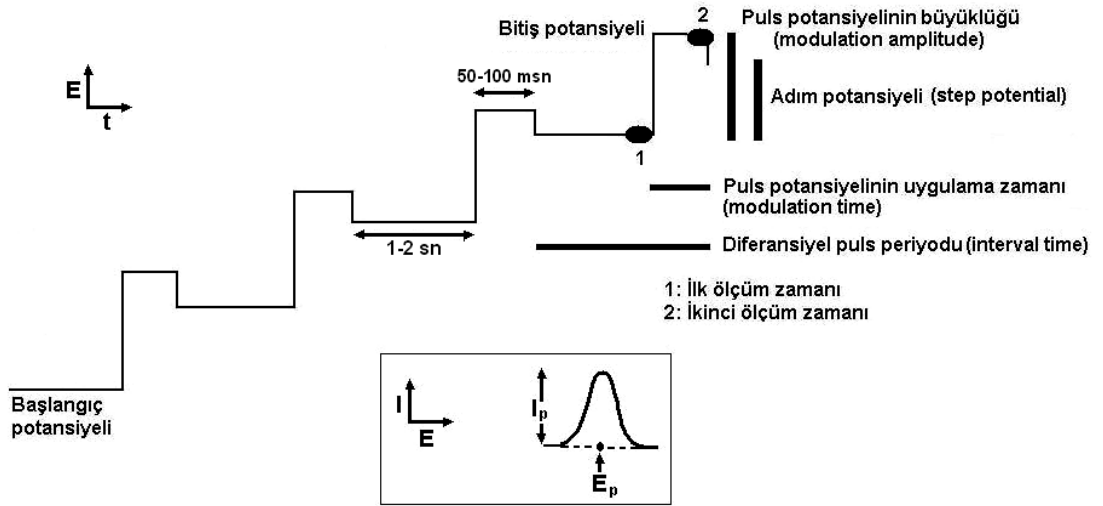 2
Bitiş potansiyeli
Puls potansiyelinin büyüklüğü
(modulation amplitude)
50-100 msn
E
t
Adım potansiyeli (step potential)
1
Puls potansiyelinin uygulama zamanı
(modulation time)
1-2 sn
Diferansiyel puls periyodu (interval time)
1: İlk ölçüm zamanı
2: İkinci ölçüm zamanı
Başlangıç
potansiyeli
I
E
Ip
Ep